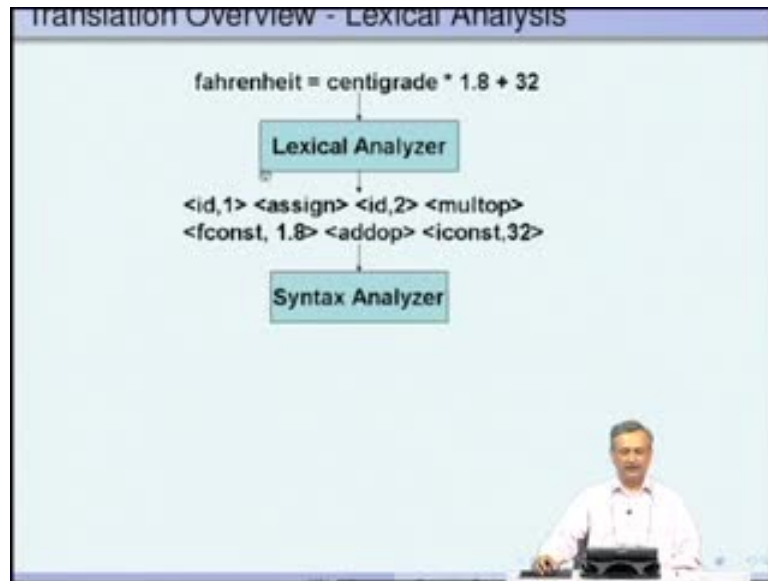 Translation Overview - Lexical Analysis
fahrenheit = centigrade * 1.8 + 32
Lexical Analyzer
<id,1> <assign> <id,2> <multop>
<fconst, 1.8> <addop> <iconst,32>
Syntax Analyzer